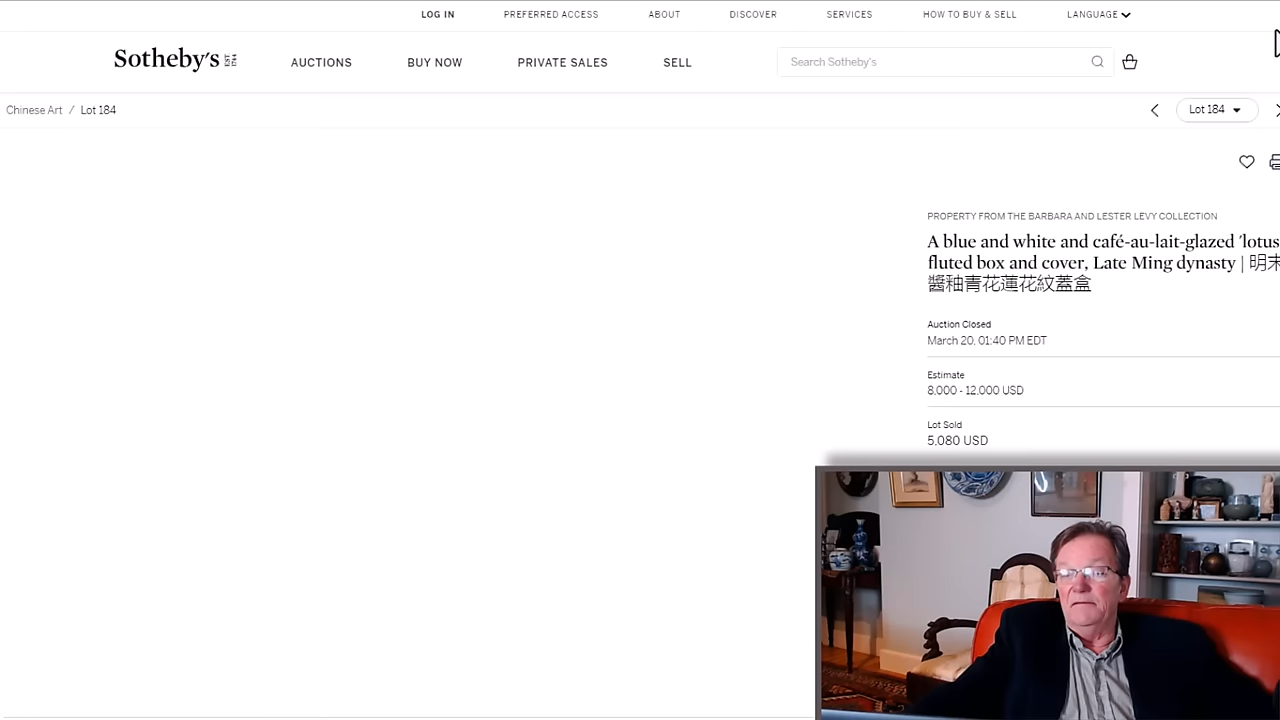 LOG IN PREFERRED ACCESS ABOUT DISCOVER SERVICES HOW TO BUY & SELL LANGUAGE
Sotheby's EST 1744 AUCTIONS BUY NOW PRIVATE SALES SELL Search Sotheby's
Chinese Art / Lot 184 Lot 184
PROPERTY FROM THE BARBARA AND LESTER LEVY COLLECTION
A blue and white and café-au-lait-glazed 'lotus
fluted box and cover, Late Ming dynasty | 明末
醬秞青花蓮花紋蓋盒
Auction Closed
March 20, 01:40 PM EDT
Estimate
8,000 - 12,000 USD
Lot Sold
5,080 USD